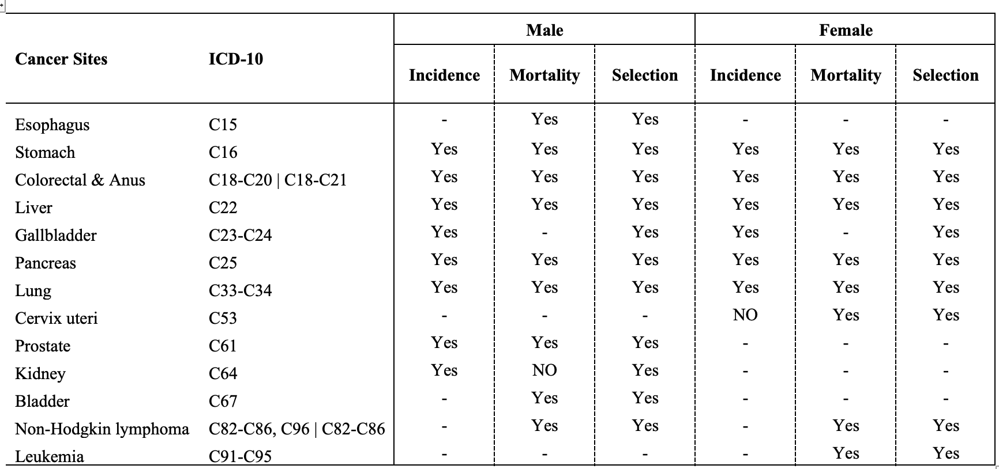 Male Female
Cancer Sites ICD-10
Incidence Mortality Selection Incidence Mortality Selection
Esophagus C15 - Yes Yes - - -
Stomach C16 Yes Yes Yes Yes Yes Yes
Colorectal & Anus C18-C20 | C18-C21 Yes Yes Yes Yes Yes Yes
Liver C22 Yes Yes Yes Yes Yes Yes
Gallbladder C23-C24 Yes - Yes Yes - Yes
Pancreas C25 Yes Yes Yes Yes Yes Yes
Lung C33-C34 Yes Yes Yes Yes Yes Yes
Cervix uteri C53 - - - NO Yes Yes
Prostate C61 Yes Yes Yes - - -
Kidney C64 Yes NO Yes - - -
Bladder C67 - Yes Yes - - -
Non-Hodgkin lymphoma C82-C86, C96 | C82-C86 - Yes Yes - Yes Yes
Leukemia C91-C95 - - - - Yes Yes